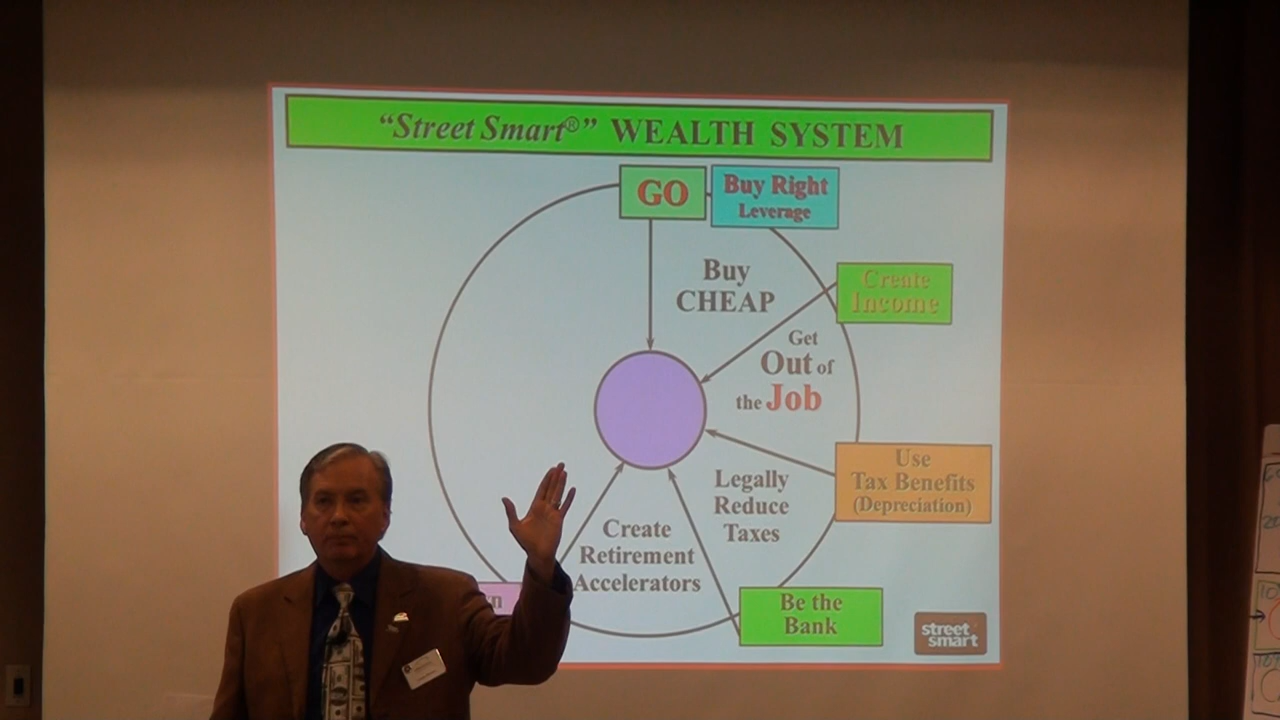 “Street Smart®” WEALTH SYSTEM
GO
Buy Right
Leverage
Buy
CHEAP
Create
Income
Get
Out of
the Job
Use
Tax Benefits
(Depreciation)
Legally
Reduce
Taxes
Create
Retirement
Accelerators
Be the
Bank
street
smart